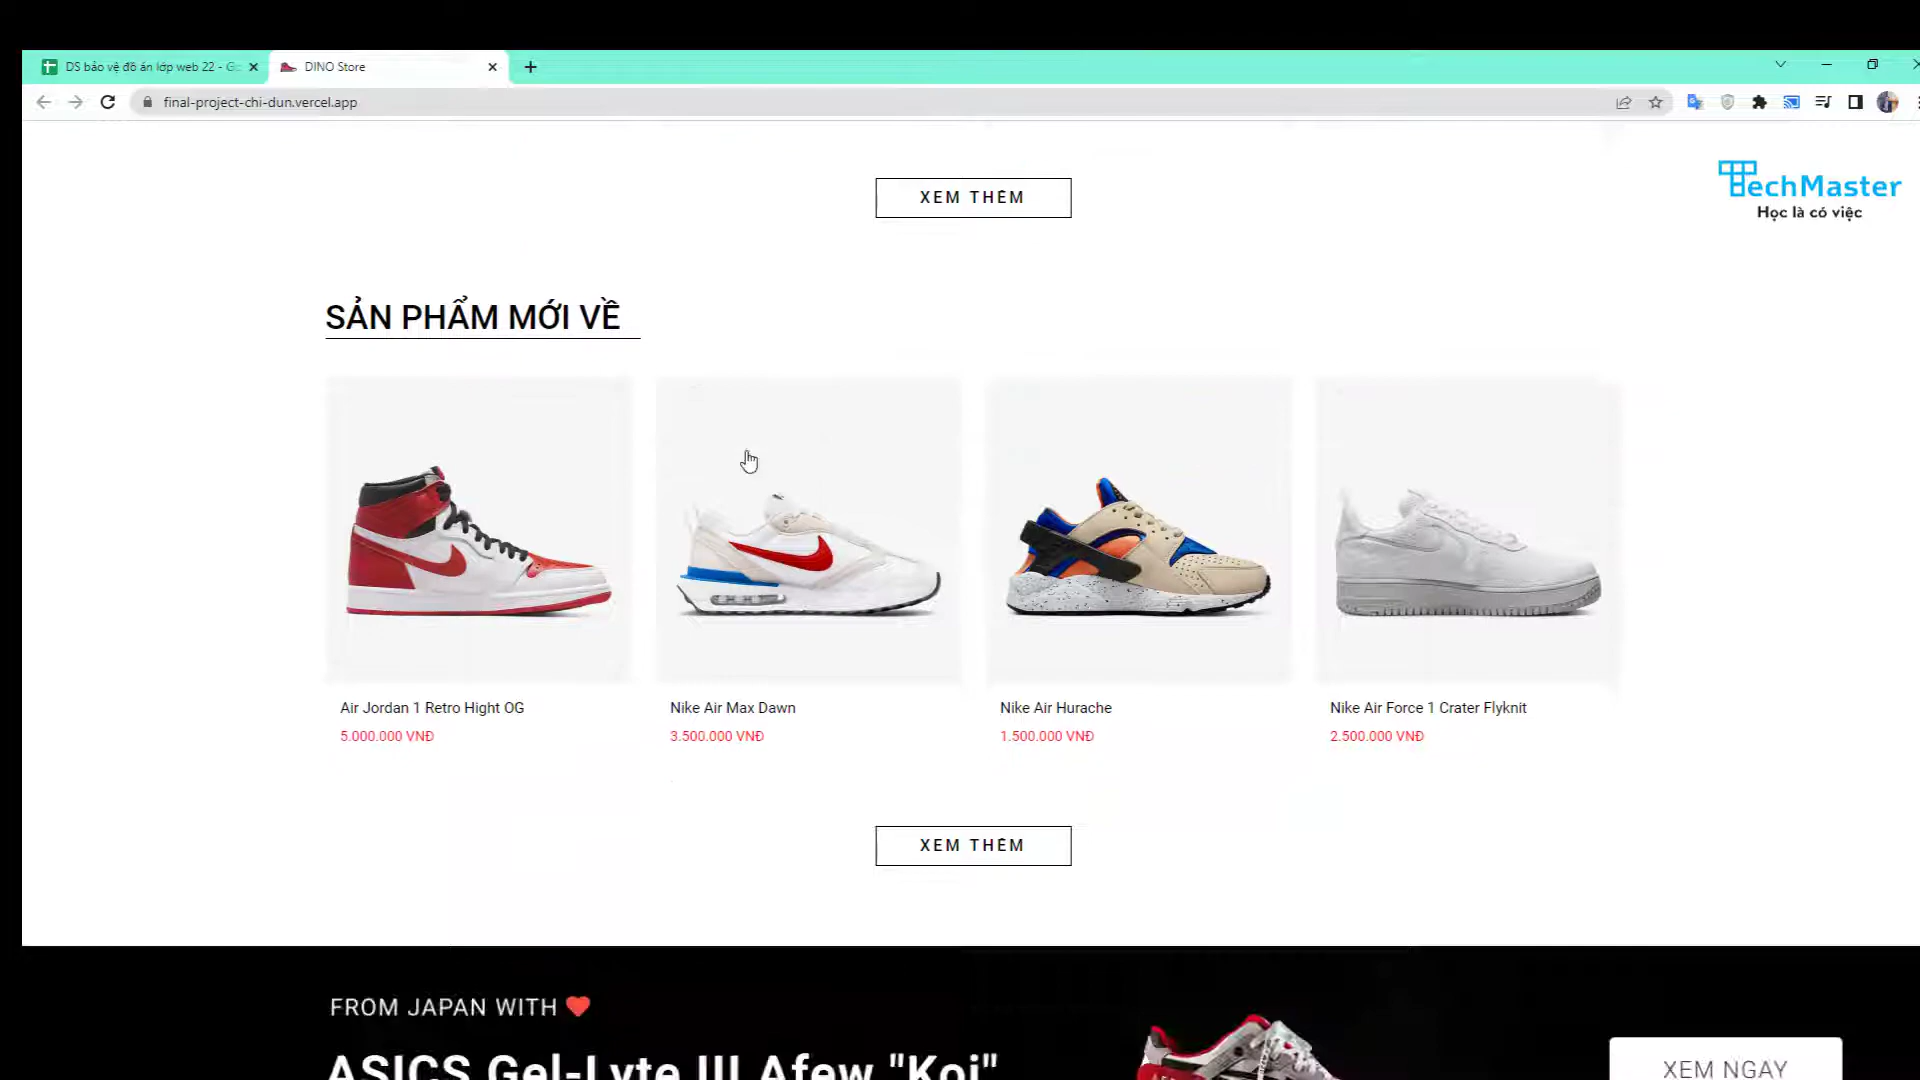 DS bảo vệ đồ án lớp web 22 - Go
DINO Store
final-project-chi-dun.vercel.app
XEM THÊM
TechMaster
Học là có việc
SẢN PHẨM MỚI VỀ
Air Jordan 1 Retro Hight OG
Nike Air Max Dawn
Nike Air Hurache
Nike Air Force 1 Crater Flyknit
5.000.000 VNĐ
3.500.000 VNĐ
1.500.000 VNĐ
2.500.000 VNĐ
XEM THÊM
FROM JAPAN WITH ❤
ASICS Gel-Lyte III Afew "Koi"
XEM NGAY